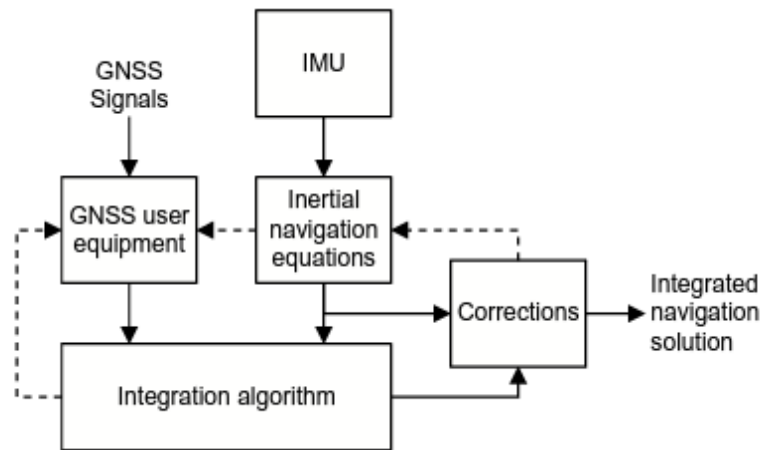 IMU
GNSS
Signals
GNSS user
equipment
Inertial
navigation
equations
Corrections
Integrated
navigation
solution
Integration algorithm